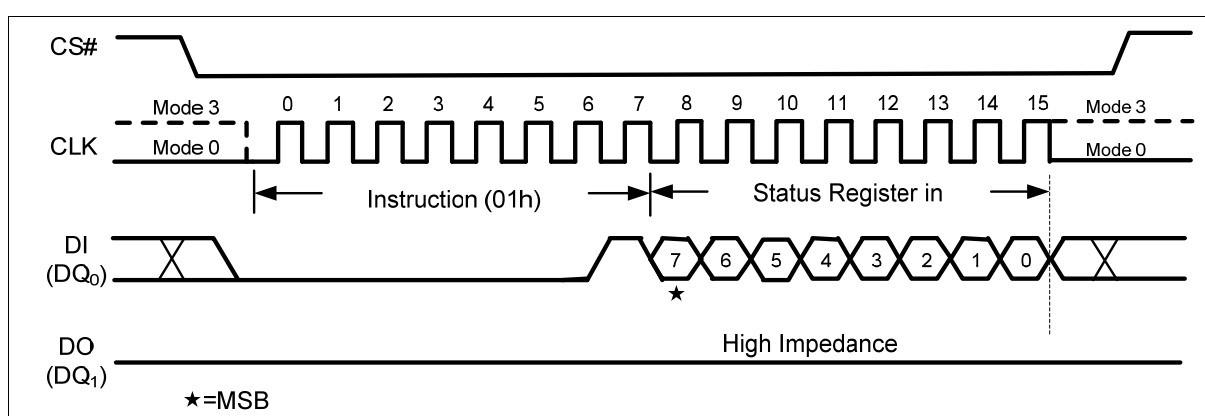 CS#
Mode 3 0 1 2 3 4 5 6 7 8 9 10 11 12 13 14 15 Mode 3
CLK Mode 0 Mode 0
Instruction (01h) Status Register in
DI
(DQ0) 7 6 5 4 3 2 1 0
★
DO High Impedance
(DQ1)
★=MSB